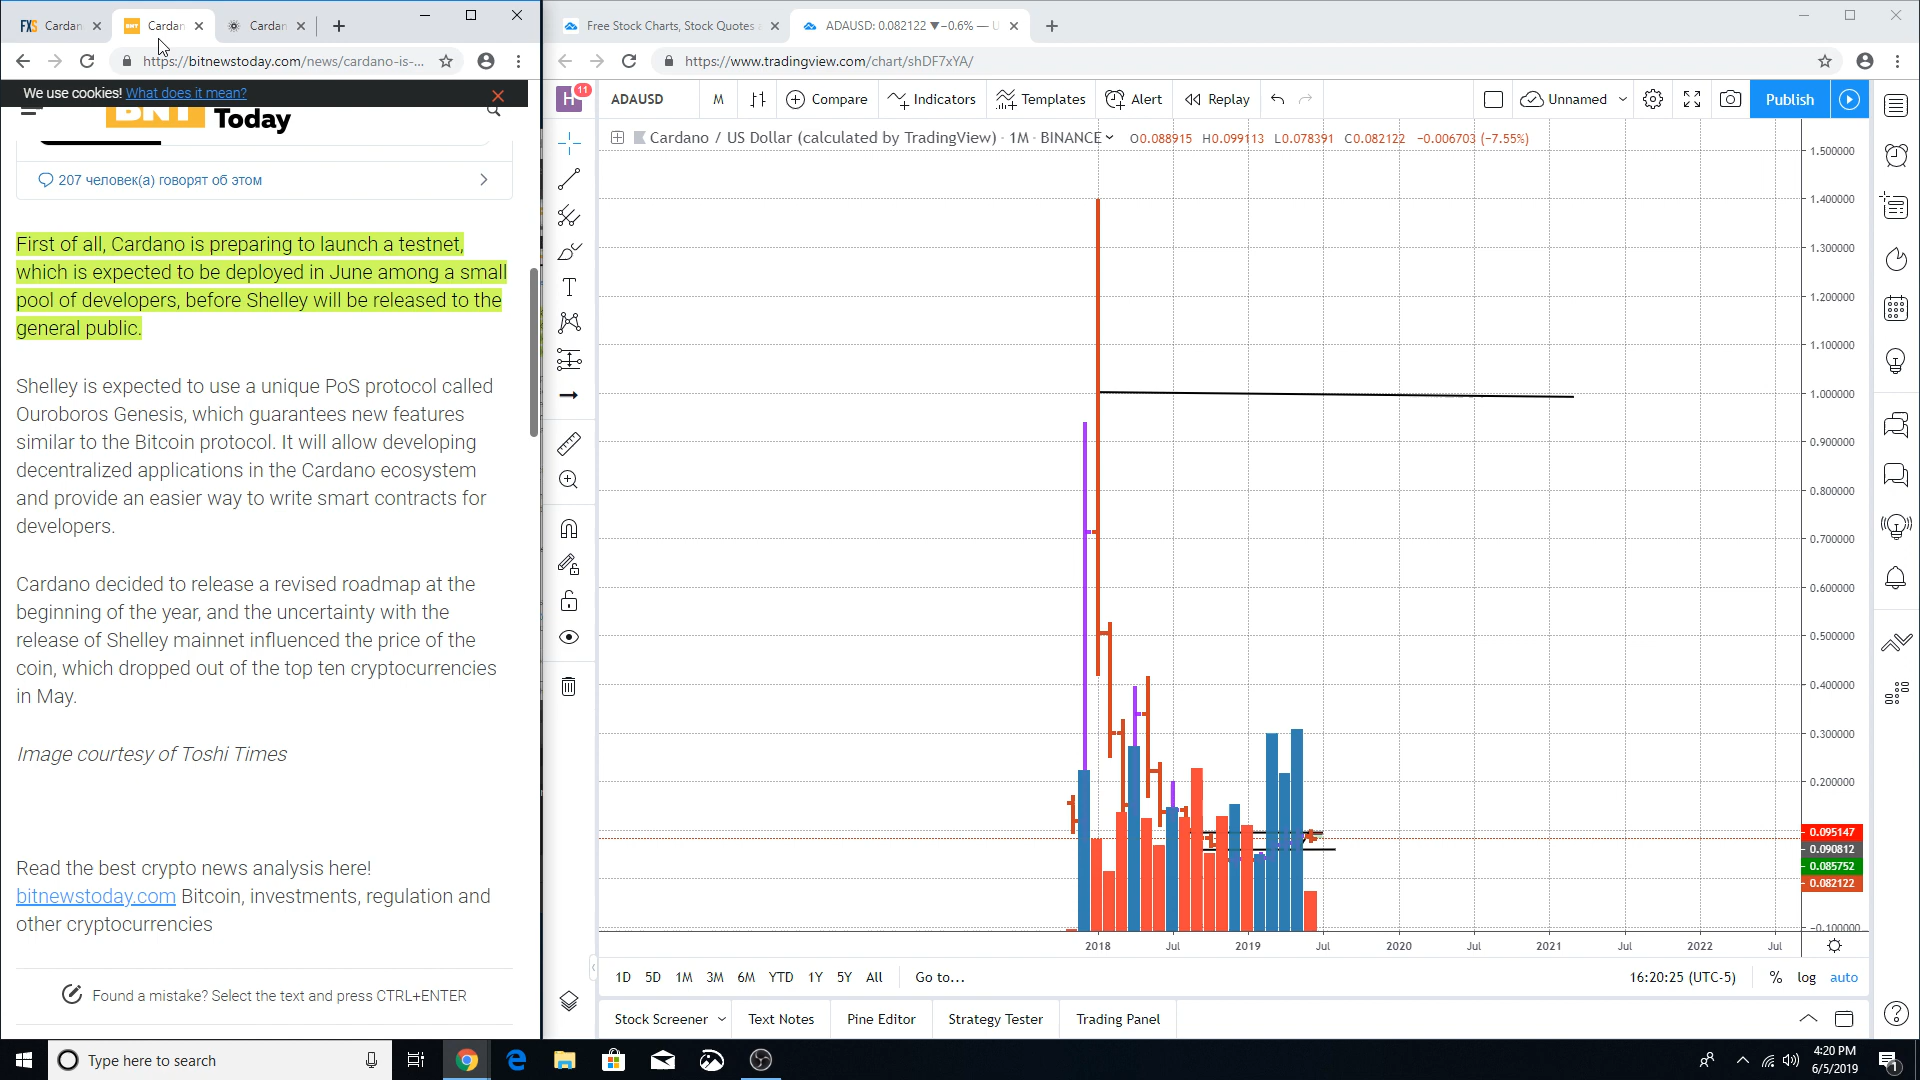 Cardan
Cardan
Cardan
https://bitnewstoday.com/news/cardano-is-...
We use cookies! What does it mean?
BNT Today
207 человек(а) говорят об этом
First of all, Cardano is preparing to launch a testnet,
which is expected to be deployed in June among a small
pool of developers, before Shelley will be released to the
general public.
Shelley is expected to use a unique PoS protocol called
Ouroboros Genesis, which guarantees new features
similar to the Bitcoin protocol. It will allow developing
decentralized applications in the Cardano ecosystem
and provide an easier way to write smart contracts for
developers.
Cardano decided to release a revised roadmap at the
beginning of the year, and the uncertainty with the
release of Shelley mainnet influenced the price of the
coin, which dropped out of the top ten cryptocurrencies
in May.
Image courtesy of Toshi Times
Read the best crypto news analysis here!
bitnewstoday.com Bitcoin, investments, regulation and
other cryptocurrencies
Found a mistake? Select the text and press CTRL+ENTER
Free Stock Charts, Stock Quotes
ADAUSD: 0.082122 ▼−0.6% — U
https://www.tradingview.com/chart/shDF7xYA/
H 11
ADAUSD M Compare Indicators Templates Alert Replay Unnamed Publish
Cardano / US Dollar (calculated by TradingView) · 1M · BINANCE O0.088915 H0.099113 L0.078391 C0.082122 −0.006703 (−7.55%)
1.500000
1.400000
1.300000
1.200000
1.100000
1.000000
0.900000
0.800000
0.700000
0.600000
0.500000
0.400000
0.300000
0.200000
0.095147
0.090812
0.085752
0.082122
−0.100000
2018 Jul 2019 Jul 2020 Jul 2021 Jul 2022 Jul
1D 5D 1M 3M 6M YTD 1Y 5Y All Go to... 16:20:25 (UTC-5) % log auto
Stock Screener Text Notes Pine Editor Strategy Tester Trading Panel
Type here to search
4:20 PM
6/5/2019
1